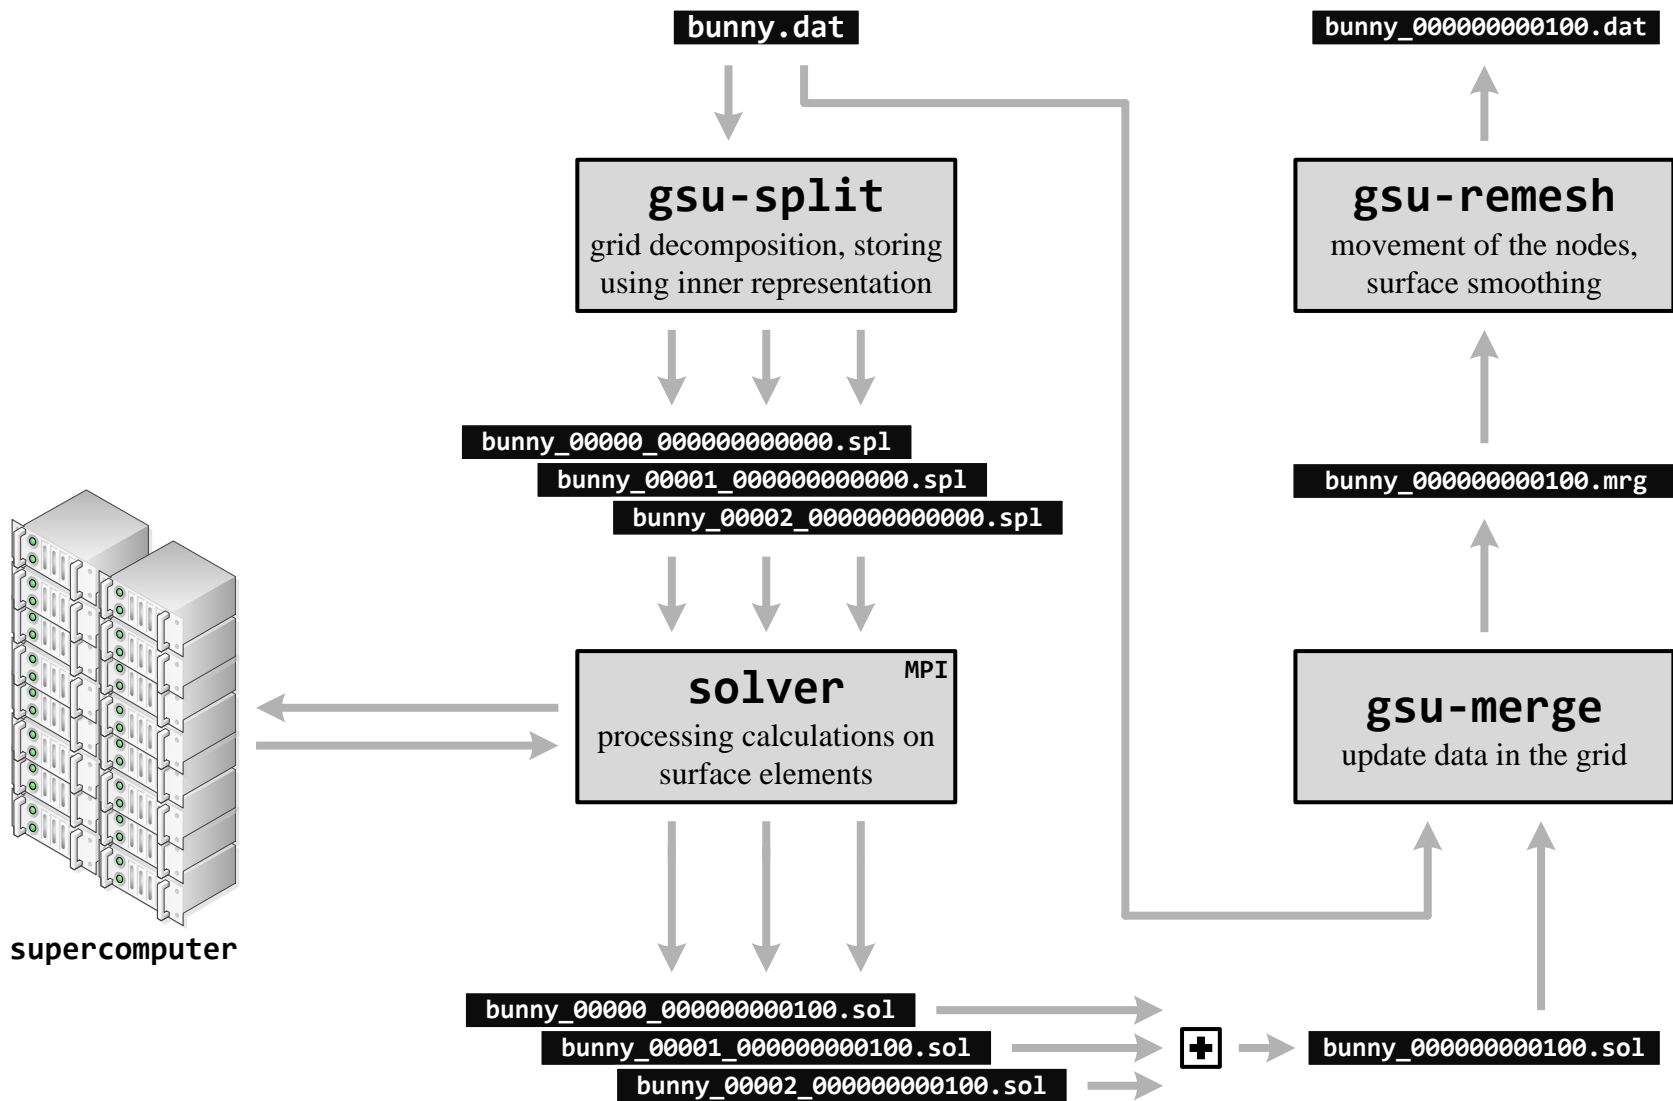 bunny.dat
bunny_000000000100.dat
gsu-split
grid decomposition, storing
using inner representation
gsu-remesh
movement of the nodes,
surface smoothing
bunny_00000_000000000000.spl
bunny_00001_000000000000.spl
bunny_00002_000000000000.spl
bunny_000000000100.mrg
solver
MPI
processing calculations on
surface elements
gsu-merge
update data in the grid
supercomputer
bunny_00000_000000000100.sol
bunny_00001_000000000100.sol
bunny_00002_000000000100.sol
bunny_000000000100.sol